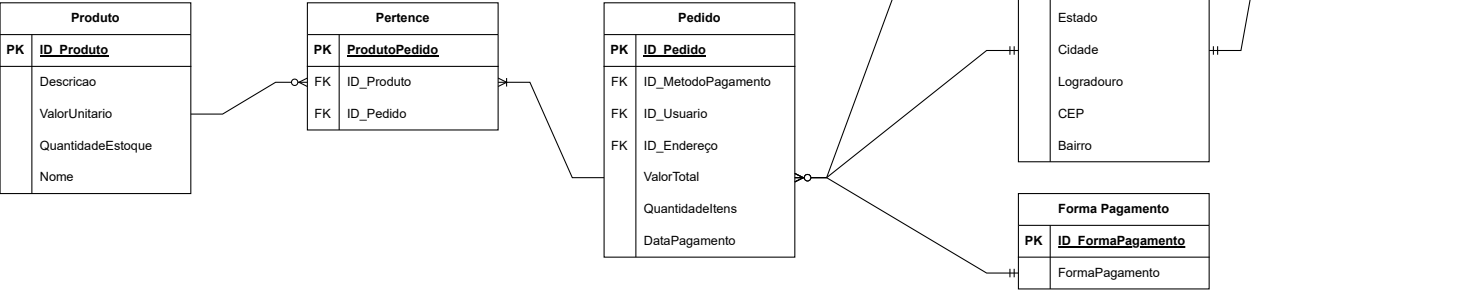 Produto
PK ID_Produto
Descricao
ValorUnitario
QuantidadeEstoque
Nome
Pertence
PK ProdutoPedido
FK ID_Produto
FK ID_Pedido
Pedido
PK ID_Pedido
FK ID_MetodoPagamento
FK ID_Usuario
FK ID_Endereço
ValorTotal
QuantidadeItens
DataPagamento
Estado
Cidade
Logradouro
CEP
Bairro
Forma Pagamento
PK ID_FormaPagamento
FormaPagamento